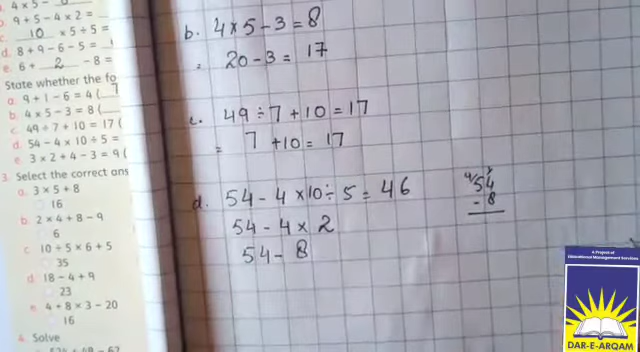 a. 4 × 5 -
b. 9 + 5 - 4 × 2 =
c. 10 × 5 ÷ 5 =
d. 8 + 9 - 6 - 5 =
e. 6 + 2 - 8 =
State whether the fo
a. 9 + 1 - 6 = 4 (
b. 4 × 5 - 3 = 8 (
c. 49 ÷ 7 + 10 = 17 (
d. 54 - 4 × 10 ÷ 5 =
e. 3 × 2 + 4 - 3 = 9 (
3. Select the correct ans
a. 3 × 5 + 8
16
b. 2 × 4 + 8 - 9
6
c. 10 ÷ 5 × 6 + 5
35
d. 18 - 4 + 9
23
e. 4 + 8 × 3 - 20
16
4. Solve
b. 4×5-3=8
= 20-3= 17
c. 49÷7+10=17
= 7 +10= 17
d. 54-4×10÷5=46
54-4×2
54-8
54
-8
A Project of
Educational Management Services
DAR-E-ARQAM